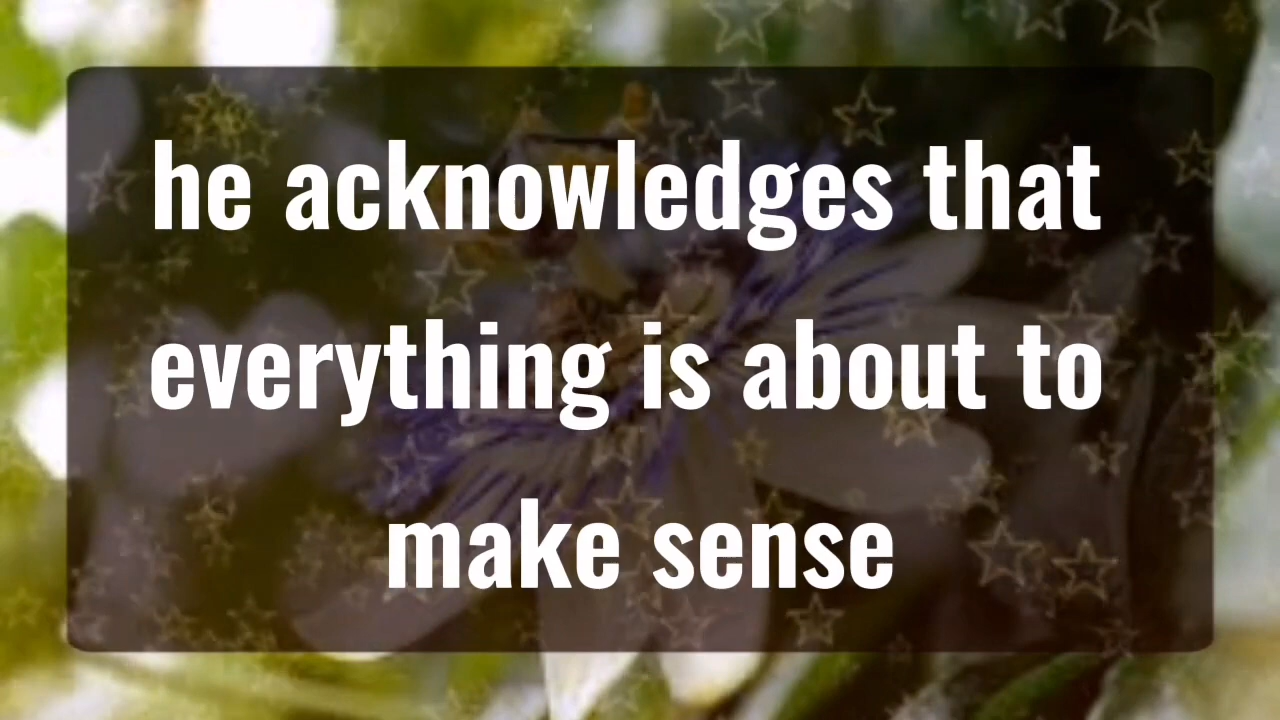 he acknowledges that
everything is about to
make sense